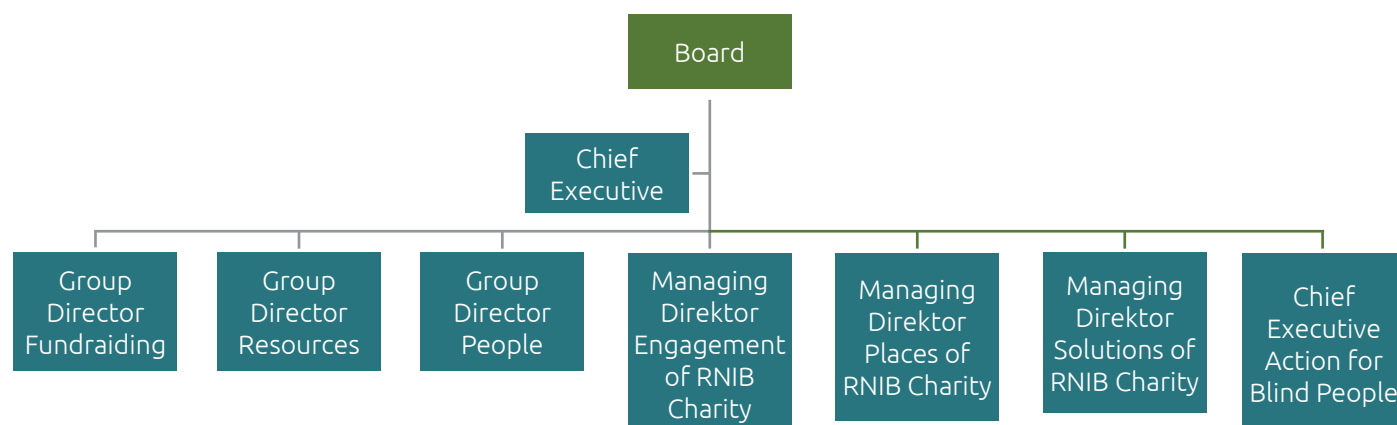 Board
Chief
Executive
Group
Director
Fundraiding
Group
Director
Resources
Group
Director
People
Managing
Direktor
Engagement
of RNIB
Charity
Managing
Direktor
Places of
RNIB Charity
Managing
Direktor
Solutions of
RNIB Charity
Chief
Executive
Action for
Blind People